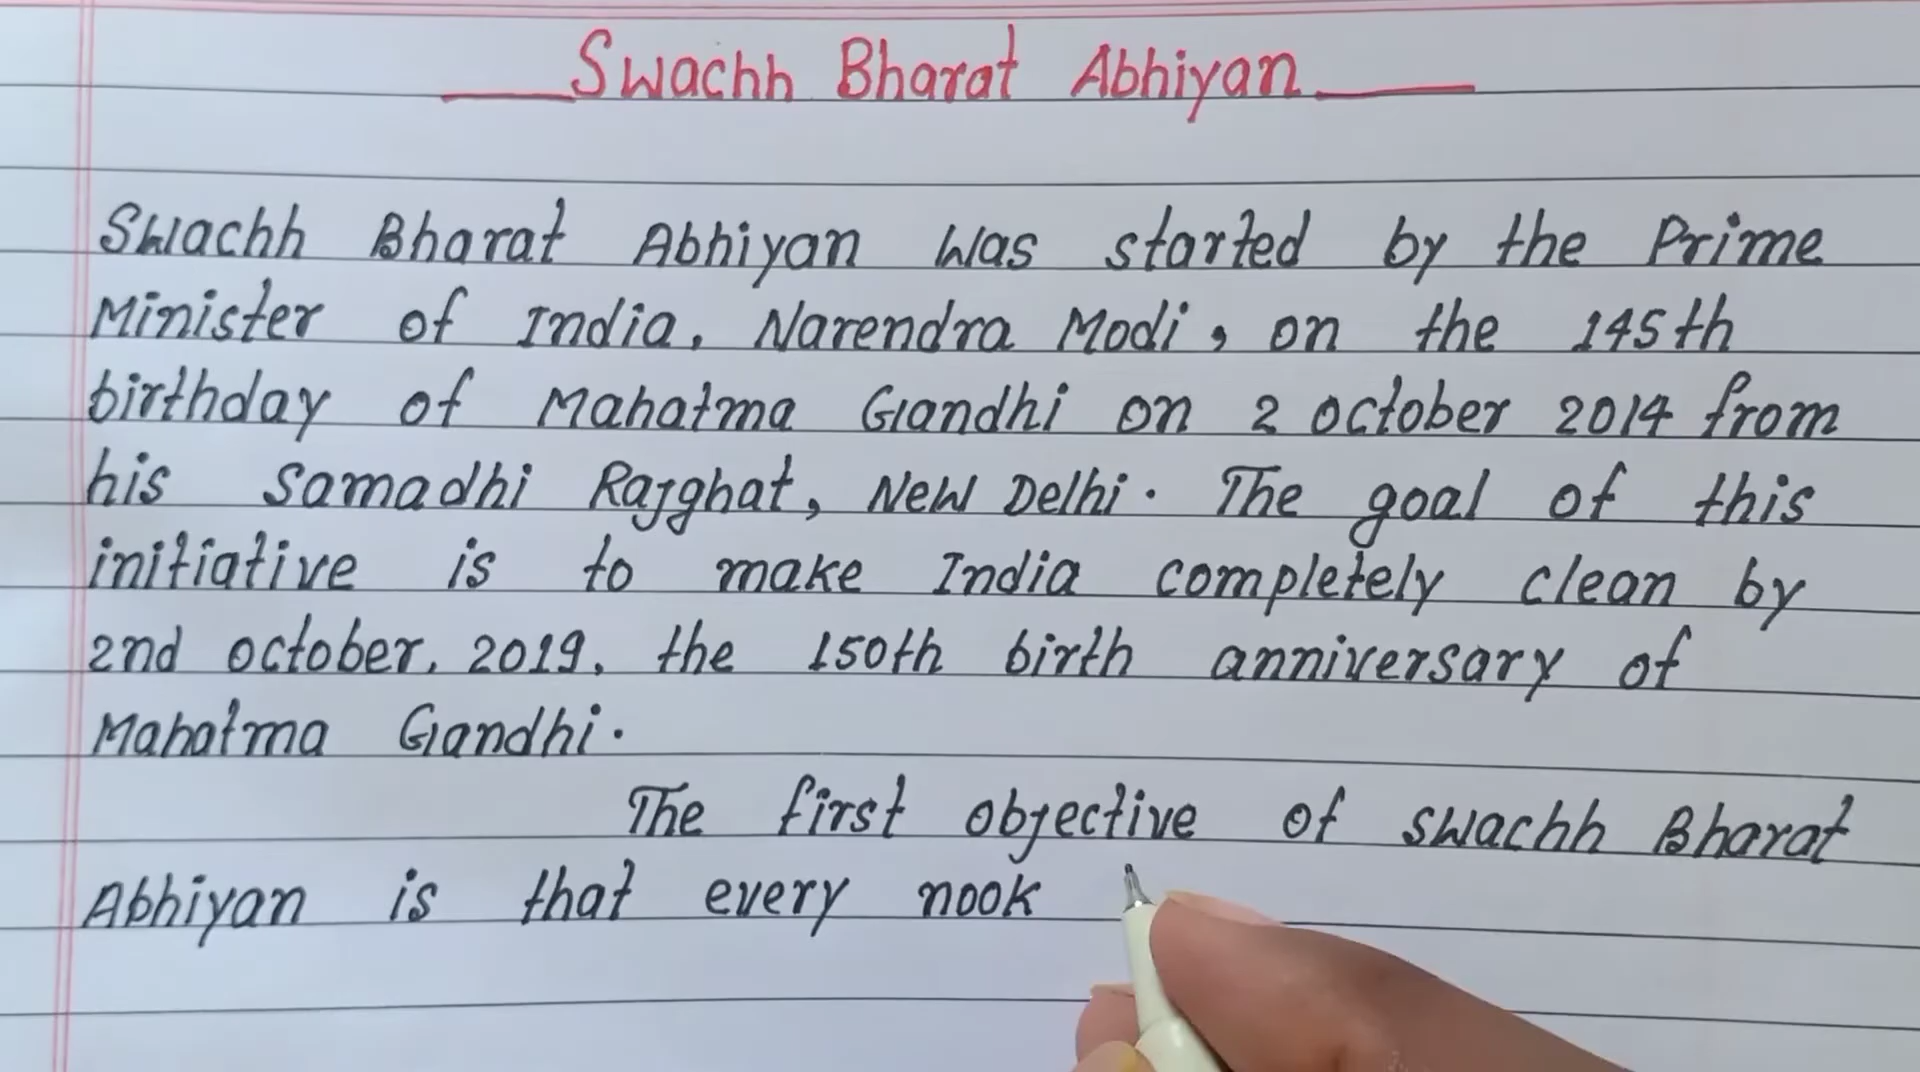 Swachh Bharat Abhiyan
Swachh Bharat Abhiyan was started by the Prime
Minister of India, Narendra Modi, on the 145th
birthday of Mahatma Gandhi on 2 october 2014 from
his samadhi Rajghat, New Delhi. The goal of this
initiative is to make India completely clean by
2nd october, 2019, the 150th birth anniversary of
Mahatma Gandhi.
The first objective of swachh Bharat
Abhiyan is that every nook